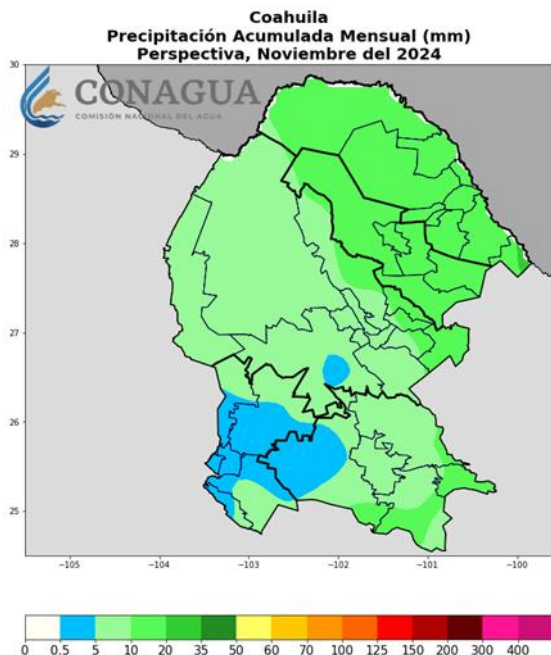 Coahuila
Precipitación Acumulada Mensual (mm)
Perspectiva, Noviembre del 2024
CONAGUA
COMISIÓN NACIONAL DEL AGUA
30
29
28
27
26
25
−105 −104 −103 −102 −101 −100
0 0.5 5 10 20 35 50 60 70 100 125 150 200 300 400